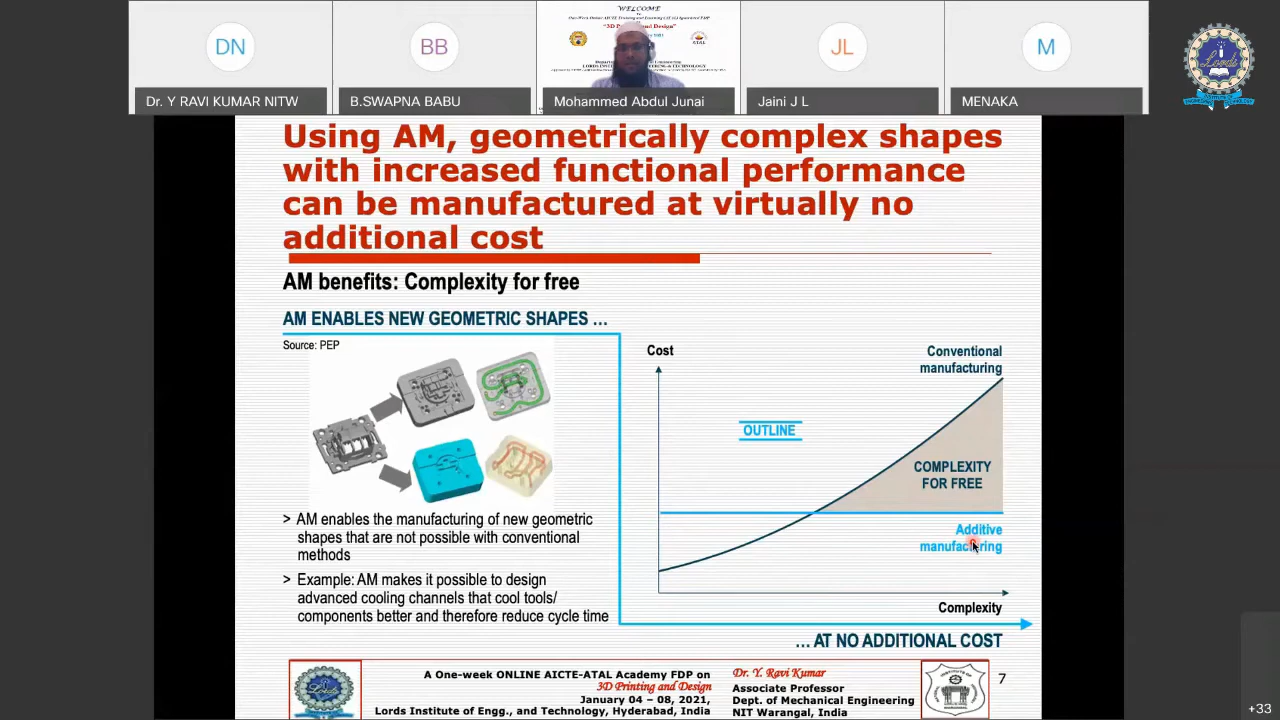 DN
BB
JL
M
WELCOME
Dr. Y RAVI KUMAR NITW
B.SWAPNA BABU
Mohammed Abdul Junai
Jaini J L
MENAKA
Lords
Using AM, geometrically complex shapes
with increased functional performance
can be manufactured at virtually no
additional cost
AM benefits: Complexity for free
AM ENABLES NEW GEOMETRIC SHAPES ...
Source: PEP
> AM enables the manufacturing of new geometric
shapes that are not possible with conventional
methods
> Example: AM makes it possible to design
advanced cooling channels that cool tools/
components better and therefore reduce cycle time
Cost
Conventional
manufacturing
OUTLINE
COMPLEXITY
FOR FREE
Additive
manufacturing
Complexity
... AT NO ADDITIONAL COST
A One-week ONLINE AICTE-ATAL Academy FDP on
3D Printing and Design
January 04 – 08, 2021,
Lords Institute of Engg., and Technology, Hyderabad, India
Dr. Y. Ravi Kumar
Associate Professor
Dept. of Mechanical Engineering
NIT Warangal, India
7
+33